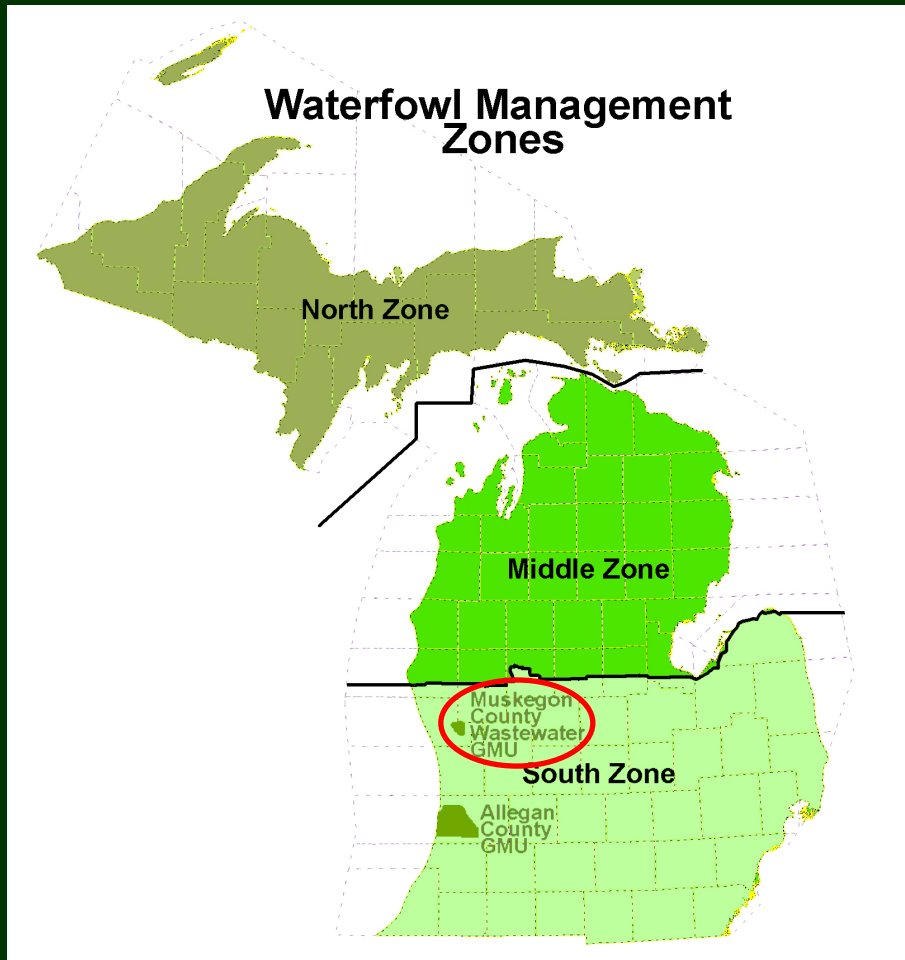 Waterfowl Management
Zones
North Zone
Middle Zone
Muskegon
County
Wastewater
GMU
South Zone
Allegan
County
GMU